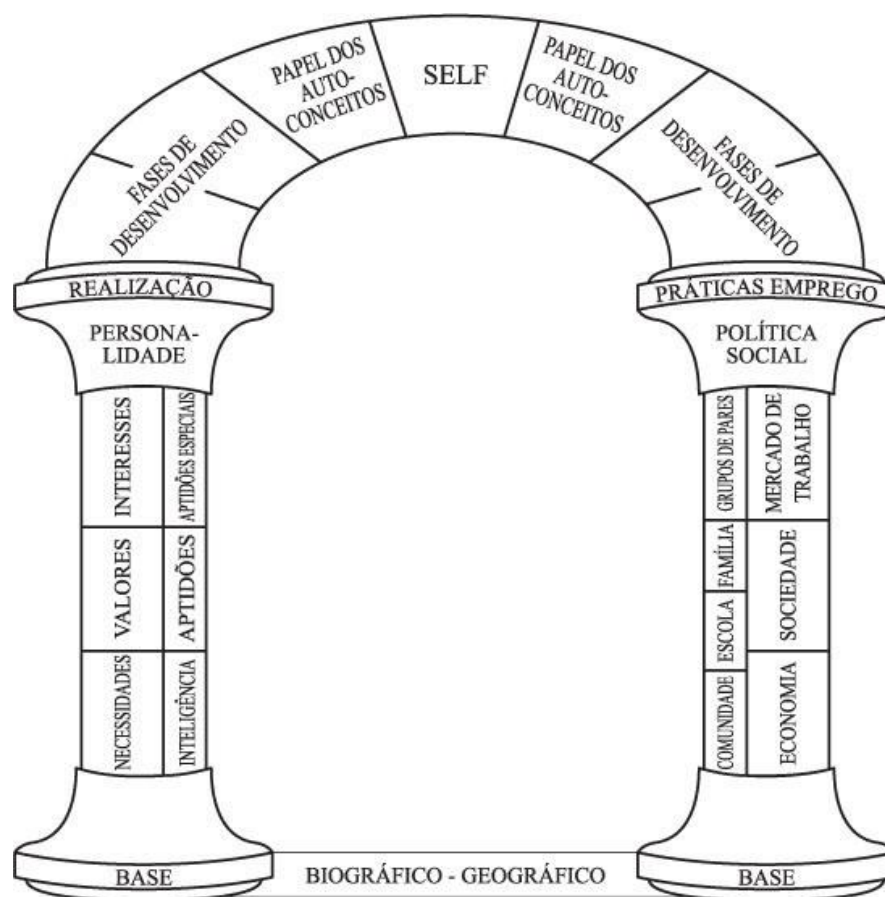 SELF
PAPEL DOS
AUTO-
CONCEITOS
PAPEL DOS
AUTO-
CONCEITOS
FASES DE
DESENVOLVIMENTO
FASES DE
DESENVOLVIMENTO
REALIZAÇÃO
PERSONA-
LIDADE
INTERESSES
APTIDÕES ESPECIAIS
VALORES
APTIDÕES
NECESSIDADES
INTELIGÊNCIA
BASE
BIOGRÁFICO - GEOGRÁFICO
PRÁTICAS EMPREGO
POLÍTICA
SOCIAL
GRUPOS DE PARES
MERCADO DE
TRABALHO
FAMÍLIA
ESCOLA
SOCIEDADE
COMUNIDADE
ECONOMIA
BASE